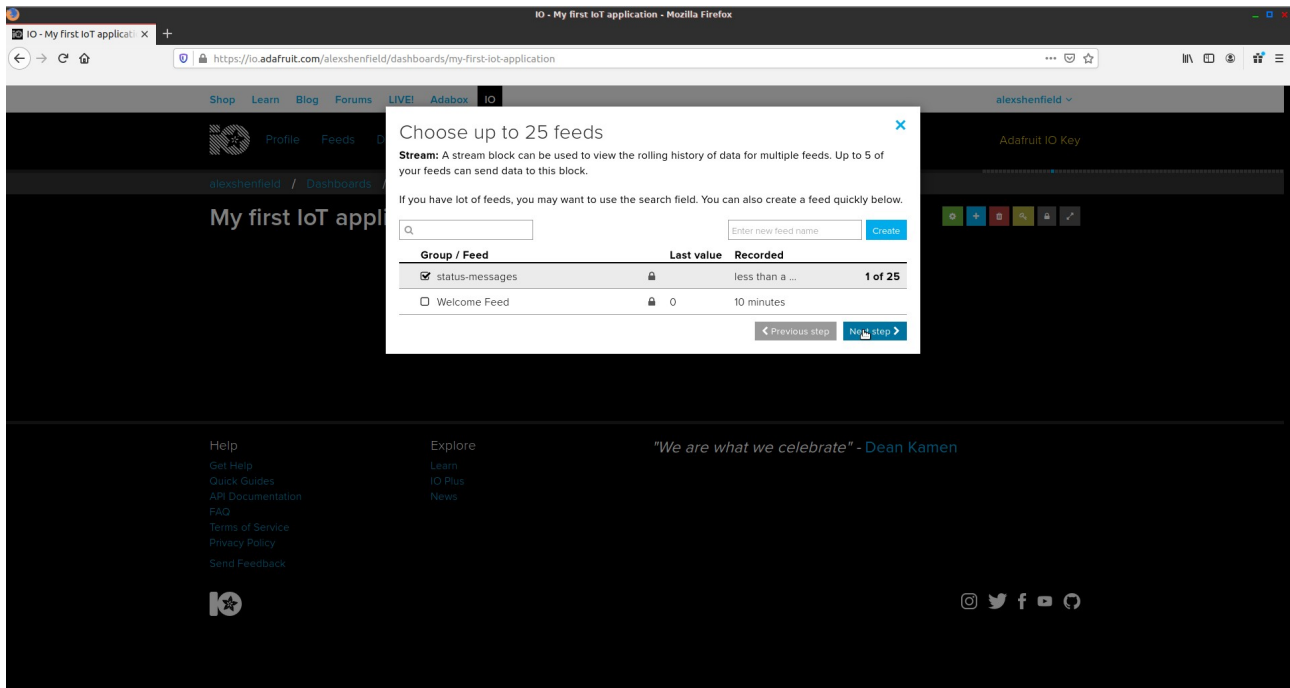 IO - My first IoT application - Mozilla Firefox
IO - My first IoT applicati
https://io.adafruit.com/alexshenfield/dashboards/my-first-iot-application
Shop Learn Blog Forums LIVE! Adabox IO
alexshenfield
Profile Feeds D
Adafruit IO Key
alexshenfield / Dashboards /
My first IoT appli
Choose up to 25 feeds
Stream: A stream block can be used to view the rolling history of data for multiple feeds. Up to 5 of
your feeds can send data to this block.
If you have lot of feeds, you may want to use the search field. You can also create a feed quickly below.
Enter new feed name Create
Group / Feed Last value Recorded
status-messages less than a ... 1 of 25
Welcome Feed 0 10 minutes
Previous step Next step
Help
Get Help
Quick Guides
API Documentation
FAQ
Terms of Service
Privacy Policy
Send Feedback
Explore
Learn
IO Plus
News
"We are what we celebrate" - Dean Kamen